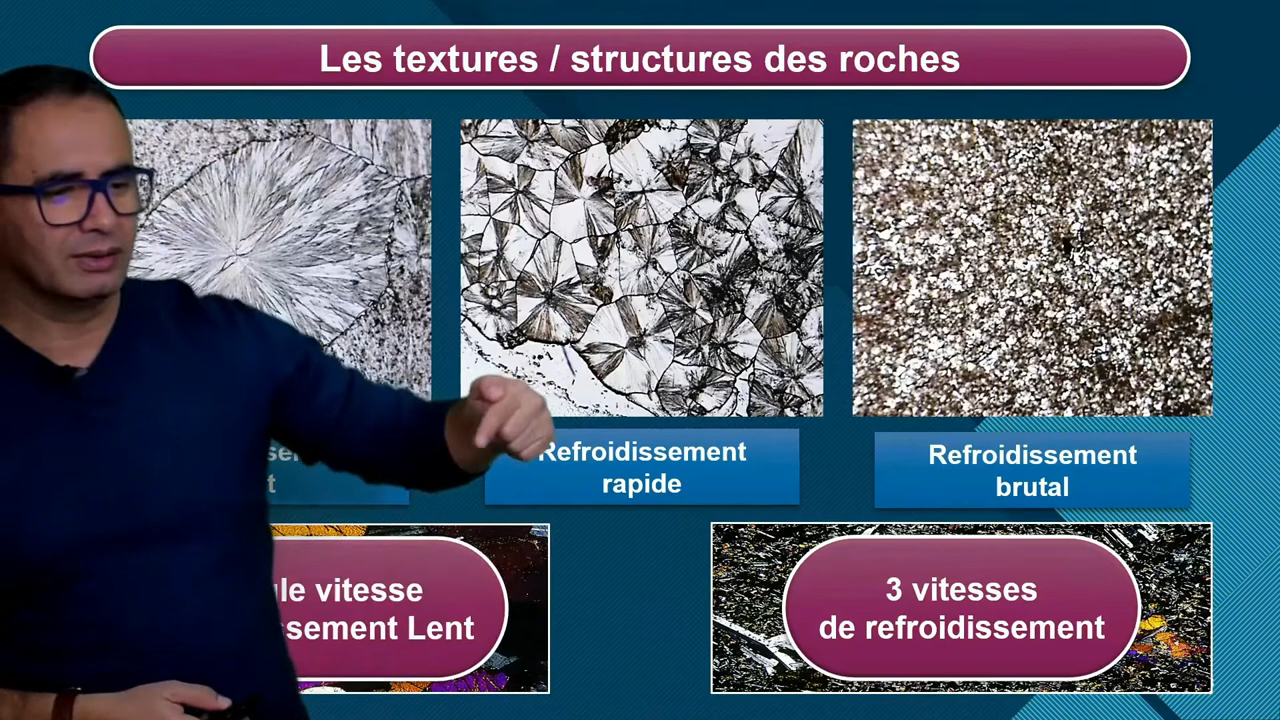 Les textures / structures des roches
Refroidissement
rapide
Refroidissement
brutal
vitesse
Lent
3 vitesses
de refroidissement